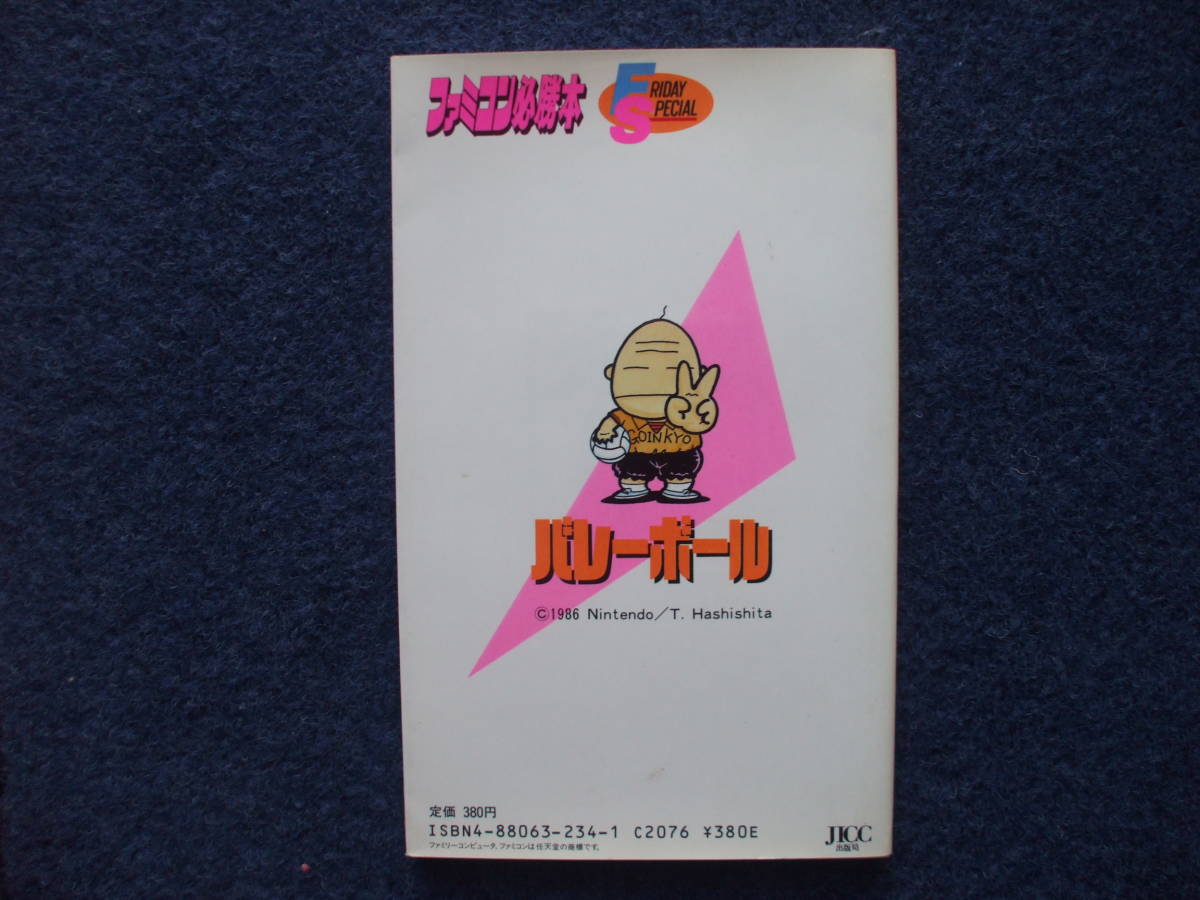 ファミコン必勝本
FRIDAY
SPECIAL
GOINKYO
バレーボール
©1986 Nintendo／T. Hashishita
定価 380円
ISBN4-88063-234-1 C2076 ¥380E
ファミリーコンピュータ、ファミコンは任天堂の商標です。
JICC
出版局